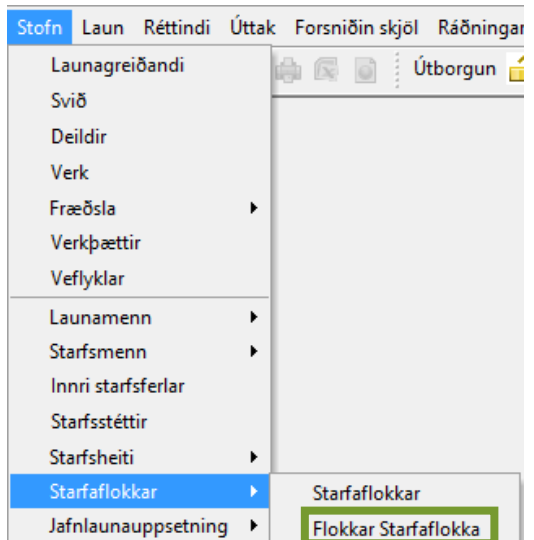 Stofn Laun Réttindi Úttak Forsniðin skjöl Ráðningar
Launagreiðandi
Útborgun
Svið
Deildir
Verk
Fræðsla
Verkþættir
Veflyklar
Launamenn
Starfsmenn
Innri starfsferlar
Starfsstéttir
Starfsheiti
Starfaflokkar
Starfaflokkar
Jafnlaunauppsetning
Flokkar Starfaflokka